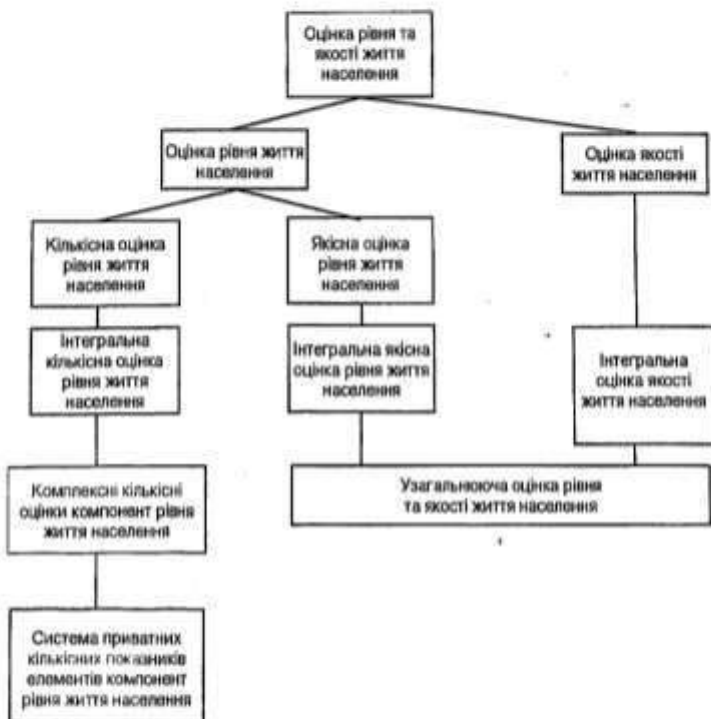 Оцінка рівня та
якості життя
населення
Оцінка рівня життя
населення
Оцінка якості
життя населення
Кількісна оцінка
рівня життя
населення
Якісна оцінка
рівня життя
населення
Інтегральна
кількісна оцінка
рівня життя
населення
Інтегральна якісна
оцінка рівня життя
населення
Інтегральна
оцінка якості
життя населення
Комплексні кількісні
оцінки компонент рівня
життя населення
Узагальнююча оцінка рівня
та якості життя населення
Система приватних
кількісних показників
елементів компонент
рівня життя населення